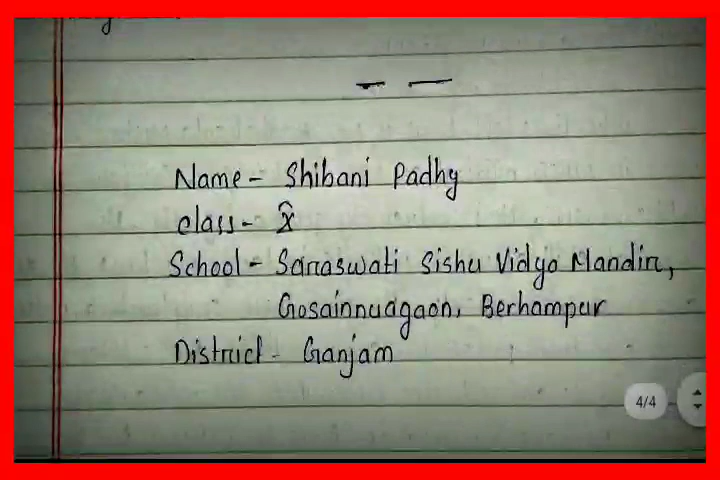 Name - Shibani Padhy
Class - X
School - Saraswati Sishu Vidya Mandir,
Gosainnuagaon, Berhampur
District - Ganjam
4/4